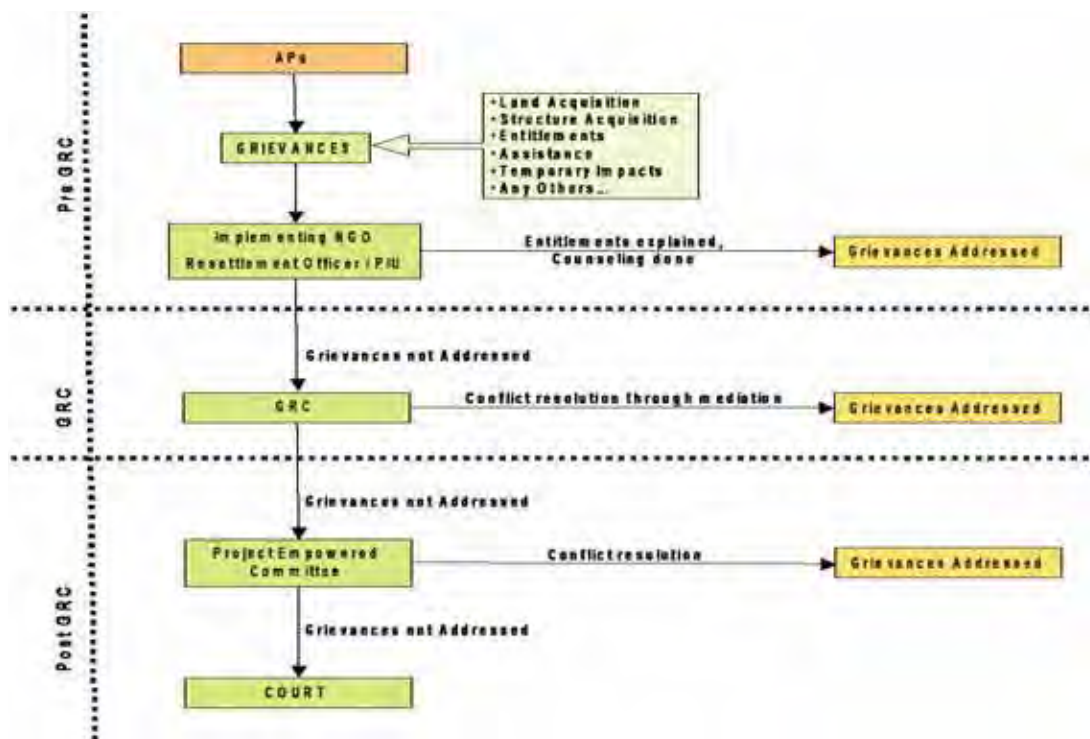 APs
• Land Acquisition
• Structure Acquisition
• Entitlements
• Assistance
• Temporary Impacts
• Any Others...
GRIEVANCES
Pre GRC
Implementing NGO
Resettlement Officer / PIU
Entitlements explained,
Counseling done
Grievances Addressed
Grievances not Addressed
GRC
GRC
Conflict resolution through mediation
Grievances Addressed
Grievances not Addressed
Project Empowered
Committee
Conflict resolution
Grievances Addressed
Post GRC
Grievances not Addressed
COURT